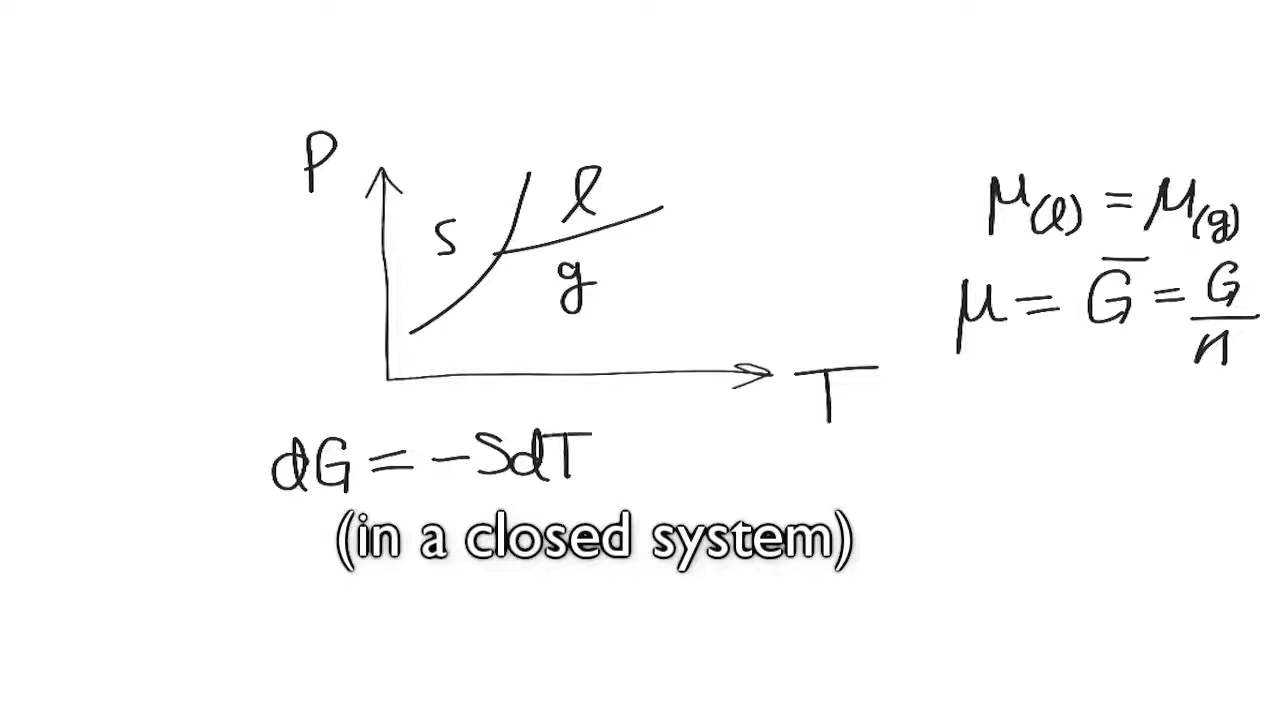 P
l
s
g
T
μ(l) = μ(g)
μ = G̅ = G/n
dG = -SdT
(in a closed system)